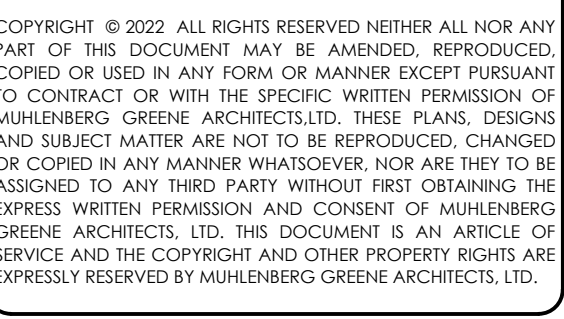 COPYRIGHT © 2022 ALL RIGHTS RESERVED NEITHER ALL NOR ANY
PART OF THIS DOCUMENT MAY BE AMENDED, REPRODUCED,
COPIED OR USED IN ANY FORM OR MANNER EXCEPT PURSUANT
TO CONTRACT OR WITH THE SPECIFIC WRITTEN PERMISSION OF
MUHLENBERG GREENE ARCHITECTS,LTD. THESE PLANS, DESIGNS
AND SUBJECT MATTER ARE NOT TO BE REPRODUCED, CHANGED
OR COPIED IN ANY MANNER WHATSOEVER, NOR ARE THEY TO BE
ASSIGNED TO ANY THIRD PARTY WITHOUT FIRST OBTAINING THE
EXPRESS WRITTEN PERMISSION AND CONSENT OF MUHLENBERG
GREENE ARCHITECTS, LTD. THIS DOCUMENT IS AN ARTICLE OF
SERVICE AND THE COPYRIGHT AND OTHER PROPERTY RIGHTS ARE
EXPRESSLY RESERVED BY MUHLENBERG GREENE ARCHITECTS, LTD.